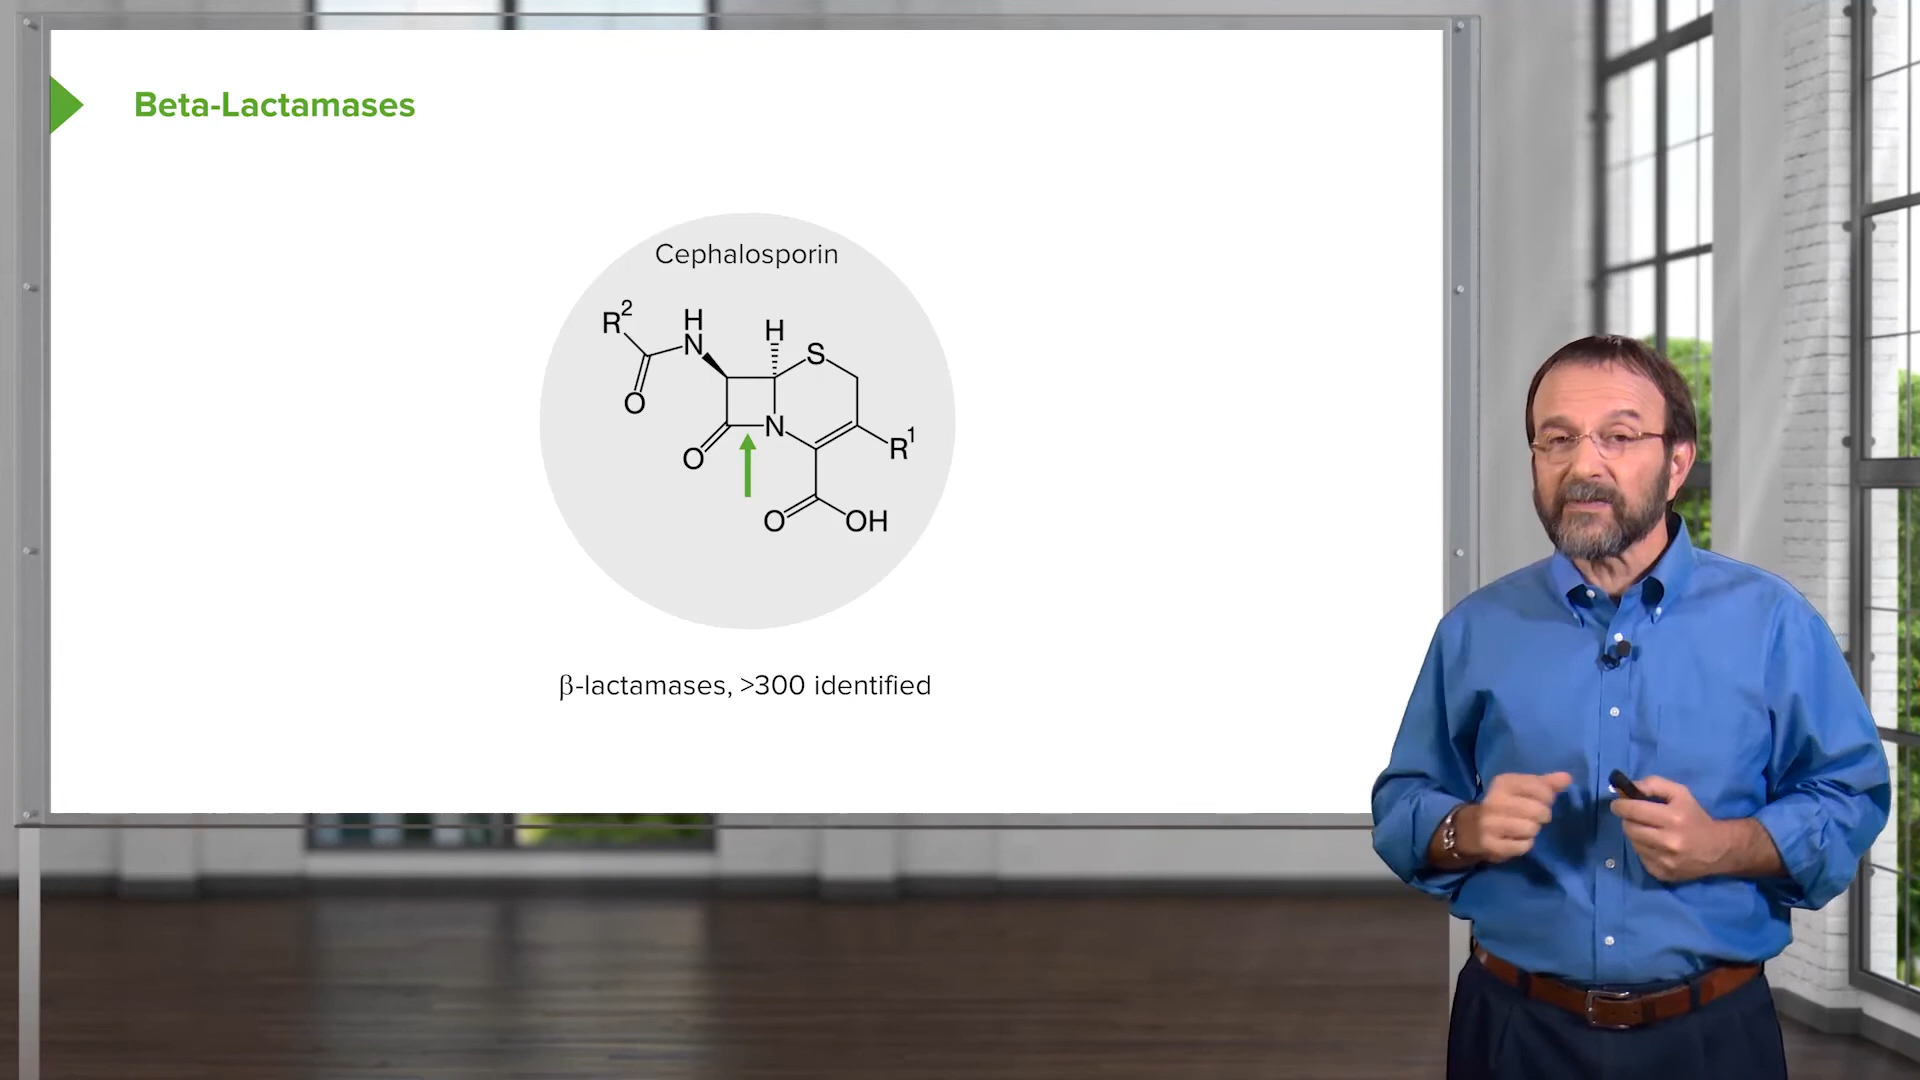 Beta-Lactamases
Cephalosporin
R²
H
N
H
S
O
N
R¹
O
O
OH
β-lactamases, >300 identified